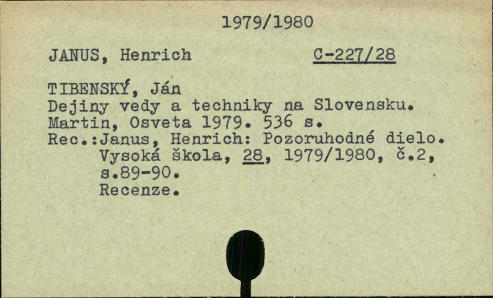 1979/1980
JANUS, Henrich C-227/28
TIBENSKÝ, Ján
Dejiny vedy a techniky na Slovensku.
Martin, Osveta 1979. 536 s.
Rec.:Janus, Henrich: Pozoruhodné dielo.
Vysoká škola, 28, 1979/1980, č.2,
s.89-90.
Recenze.